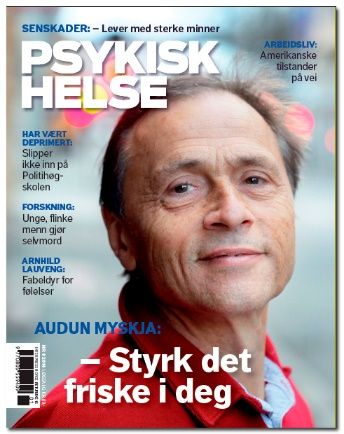 SENSKADER: – Lever med sterke minner
PSYKISK
HELSE
ARBEIDSLIV:
Amerikanske
tilstander
på vei
HAR VÆRT
DEPRIMERT:
Slipper
ikke inn på
Politihøg-
skolen
FORSKNING:
Unge, flinke
menn gjør
selvmord
ARNHILD
LAUVENG:
Fabeldyr for
følelser
AUDUN MYSKJA:
– Styrk det
friske i deg